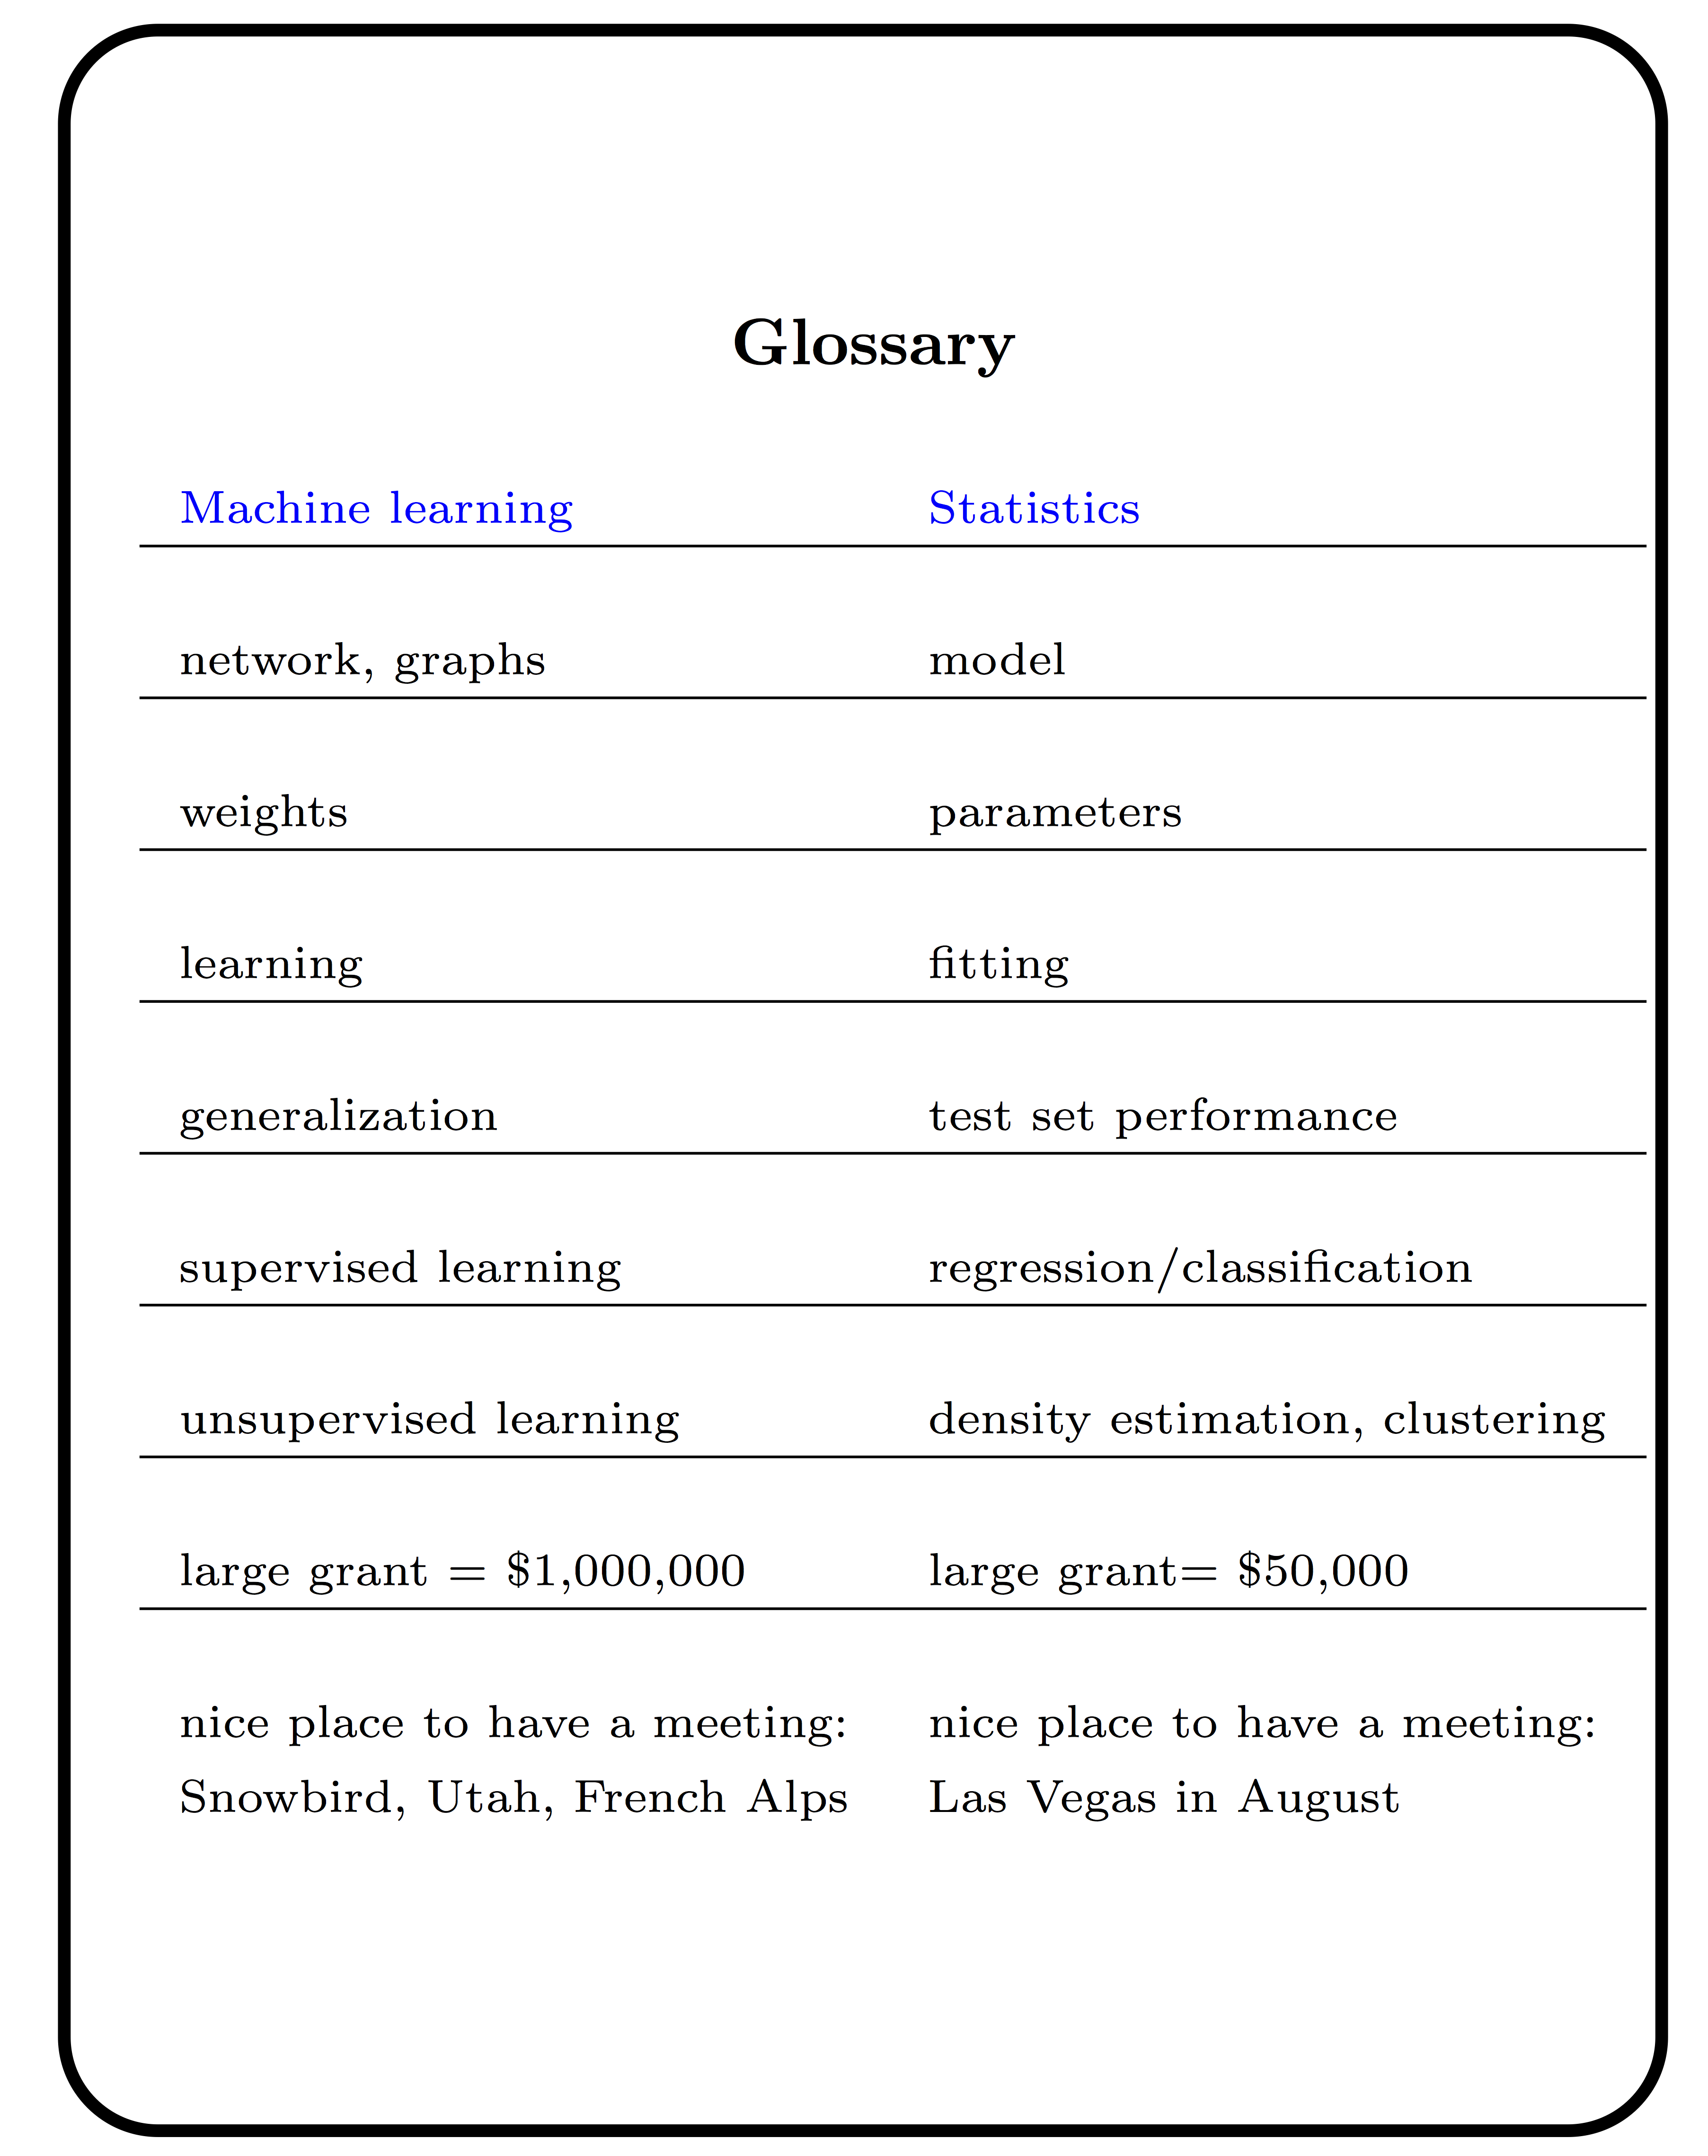 Glossary
Machine learning Statistics
network, graphs model
weights parameters
learning fitting
generalization test set performance
supervised learning regression/classification
unsupervised learning density estimation, clustering
large grant = $1,000,000 large grant= $50,000
nice place to have a meeting: nice place to have a meeting:
Snowbird, Utah, French Alps Las Vegas in August